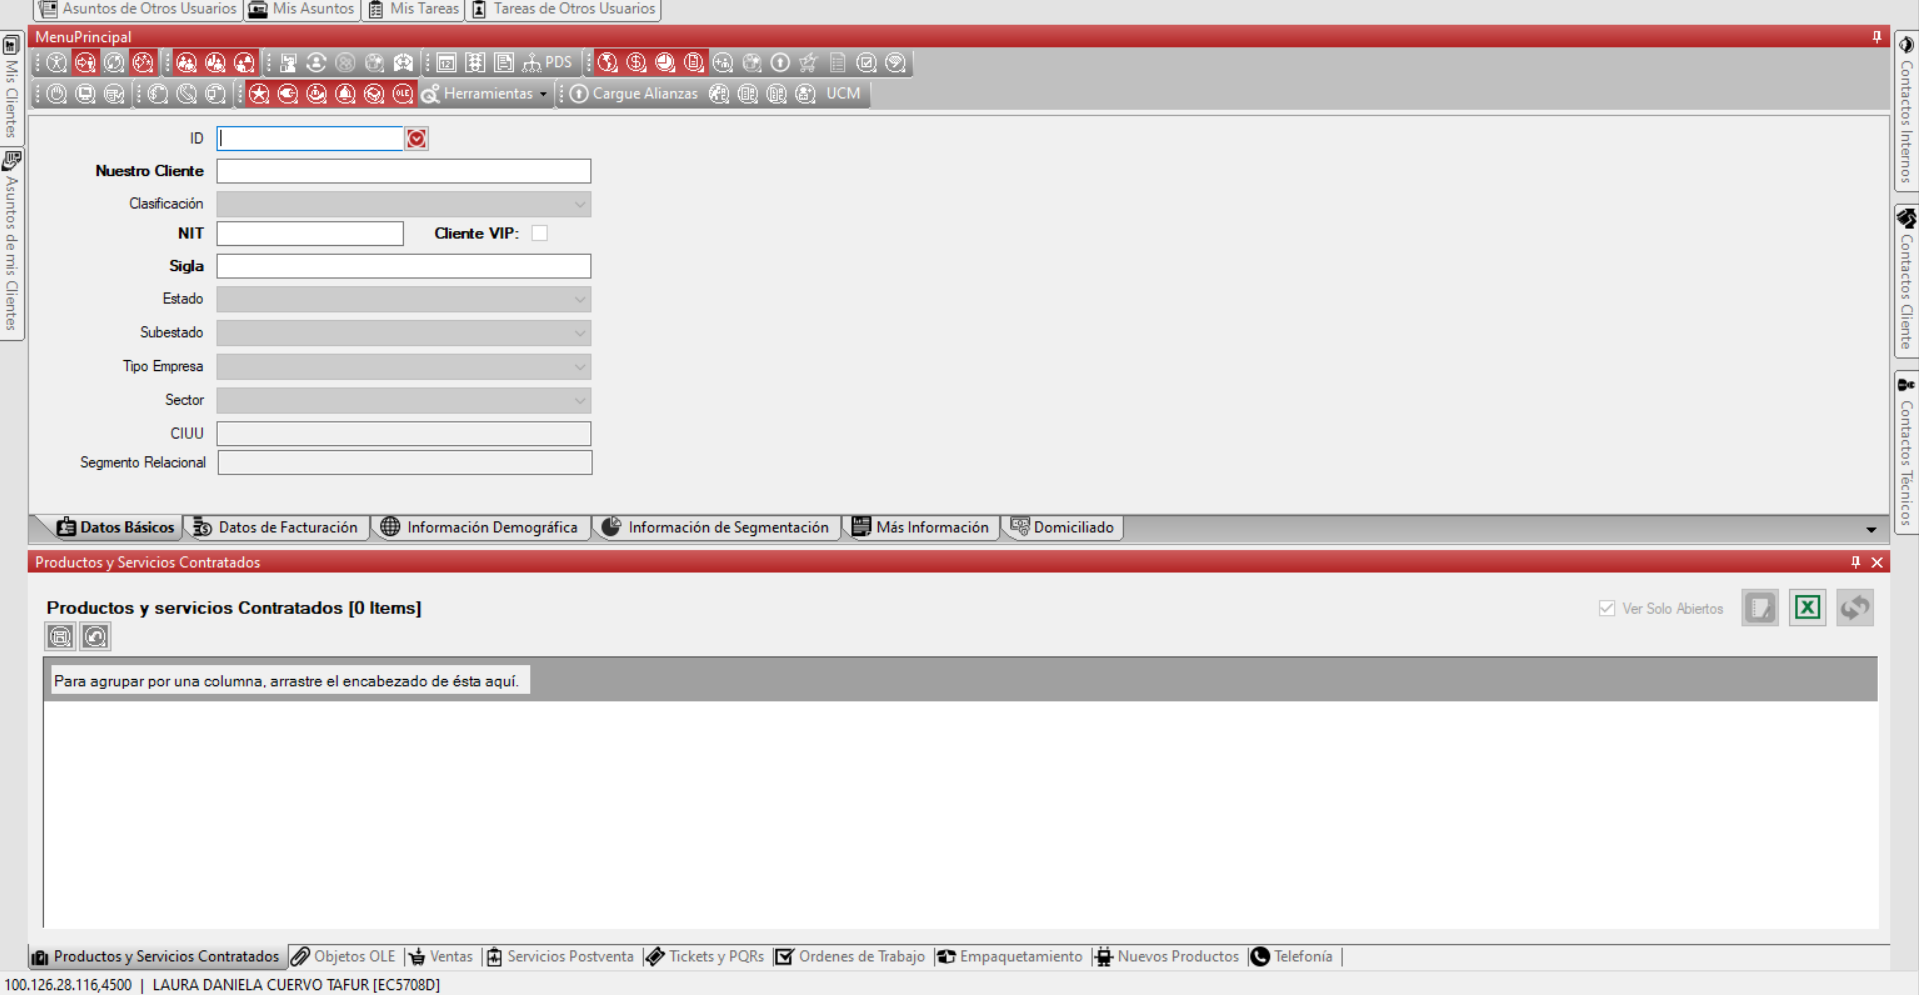 Asuntos de Otros Usuarios Mis Asuntos Mis Tareas Tareas de Otros Usuarios
MenuPrincipal
PDS
OLE Herramientas Cargue Alianzas UCM
Mis Clientes
Asuntos de mis Clientes
ID
Nuestro Cliente
Clasificación
NIT Cliente VIP:
Sigla
Estado
Subestado
Tipo Empresa
Sector
CIUU
Segmento Relacional
Contactos Internos
Contactos Cliente
Contactos Técnicos
Datos Básicos Datos de Facturación Información Demográfica Información de Segmentación Más Información Domiciliado
Productos y Servicios Contratados
Productos y servicios Contratados [0 Items] Ver Solo Abiertos
Para agrupar por una columna, arrastre el encabezado de ésta aquí.
Productos y Servicios Contratados Objetos OLE Ventas Servicios Postventa Tickets y PQRs Ordenes de Trabajo Empaquetamiento Nuevos Productos Telefonía
100.126.28.116,4500 | LAURA DANIELA CUERVO TAFUR [EC5708D]